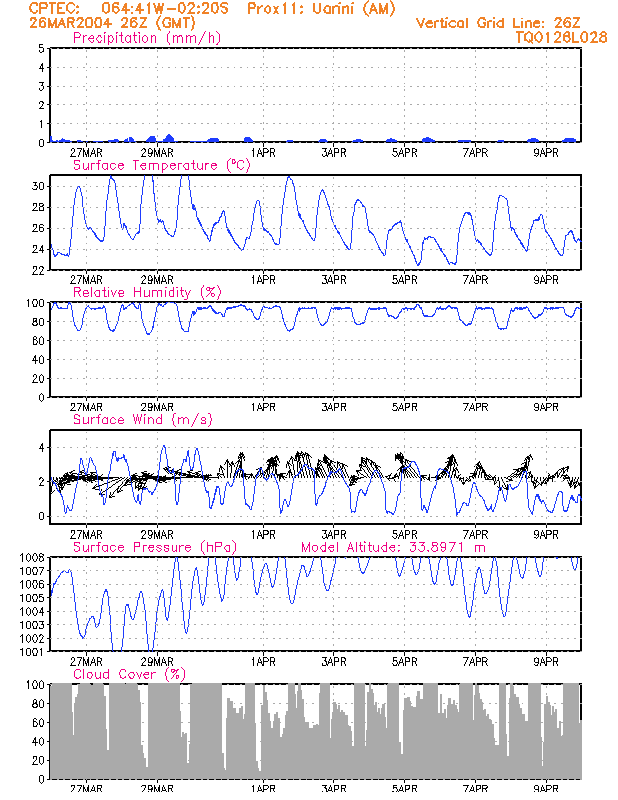 CPTEC: 064:41W-02:20S Prox11: Uarini (AM)
26MAR2004 26Z (GMT) Vertical Grid Line: 26Z
Precipitation (mm/h) TQ0126L028
5
4
3
2
1
0
27MAR 29MAR 1APR 3APR 5APR 7APR 9APR
Surface Temperature (°C)
30
28
26
24
22
27MAR 29MAR 1APR 3APR 5APR 7APR 9APR
Relative Humidity (%)
100
80
60
40
20
0
27MAR 29MAR 1APR 3APR 5APR 7APR 9APR
Surface Wind (m/s)
4
2
0
27MAR 29MAR 1APR 3APR 5APR 7APR 9APR
Surface Pressure (hPa) Model Altitude: 33.8971 m
1008
1007
1006
1005
1004
1003
1002
1001
27MAR 29MAR 1APR 3APR 5APR 7APR 9APR
Cloud Cover (%)
100
80
60
40
20
0
27MAR 29MAR 1APR 3APR 5APR 7APR 9APR